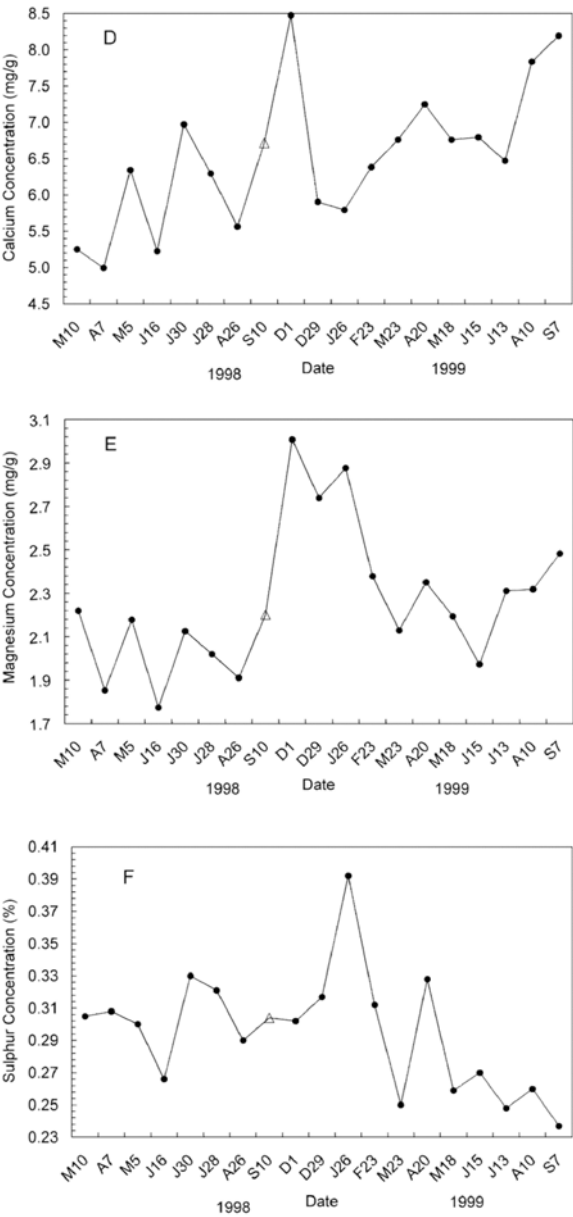 D
Calcium Concentration (mg/g)
8.5
8.0
7.5
7.0
6.5
6.0
5.5
5.0
4.5
M10 A7 M5 J16 J30 J28 A26 S10 D1 D29 J26 F23 M23 A20 M18 J15 J13 A10 S7
1998 Date 1999
E
Magnesium Concentration (mg/g)
3.1
2.9
2.7
2.5
2.3
2.1
1.9
1.7
M10 A7 M5 J16 J30 J28 A26 S10 D1 D29 J26 F23 M23 A20 M18 J15 J13 A10 S7
1998 Date 1999
F
Sulphur Concentration (%)
0.41
0.39
0.37
0.35
0.33
0.31
0.29
0.27
0.25
0.23
M10 A7 M5 J16 J30 J28 A26 S10 D1 D29 J26 F23 M23 A20 M18 J15 J13 A10 S7
1998 Date 1999